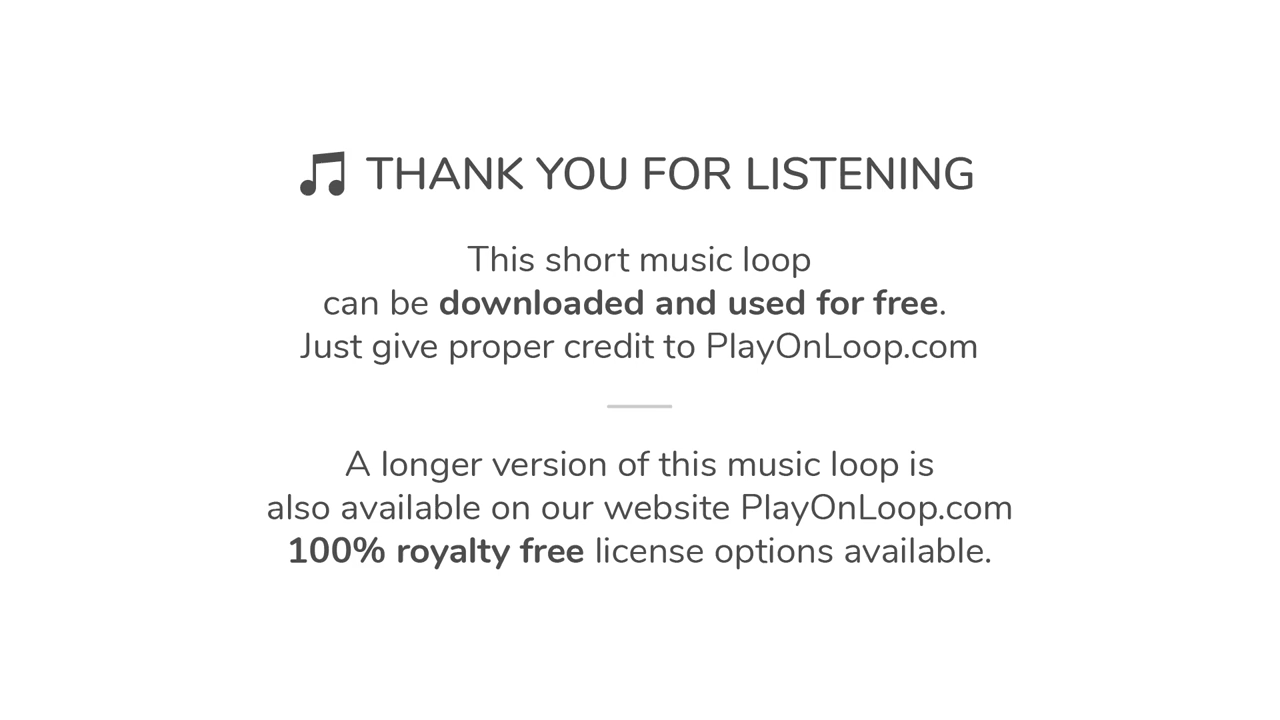 THANK YOU FOR LISTENING
This short music loop
can be downloaded and used for free.
Just give proper credit to PlayOnLoop.com
A longer version of this music loop is
also available on our website PlayOnLoop.com
100% royalty free license options available.